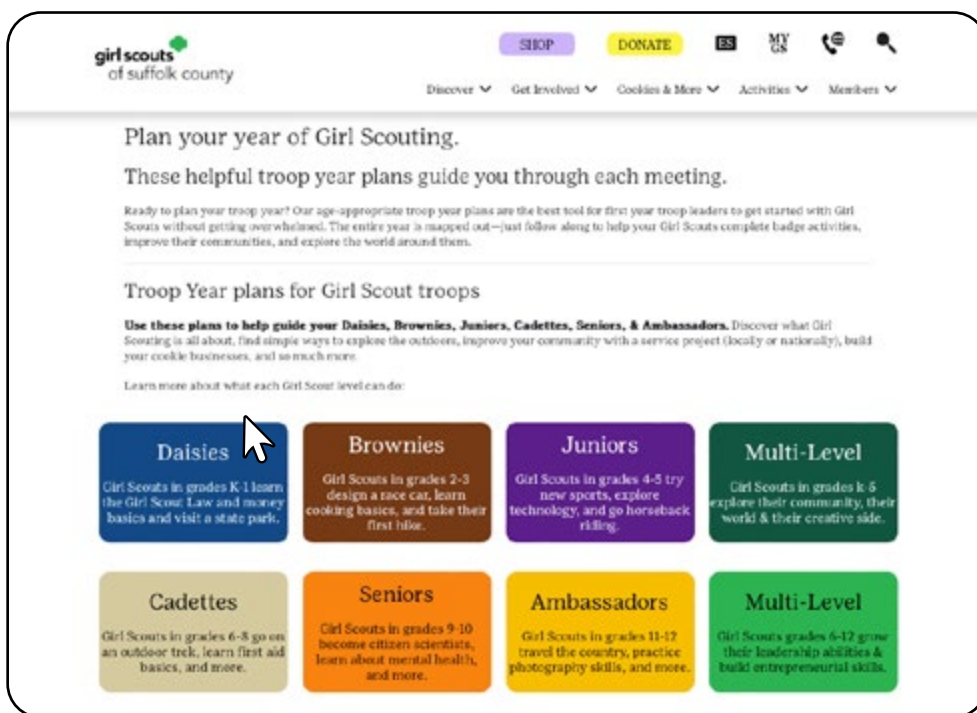 girl scouts
of suffolk county
SHOP
DONATE
ES
MY
GS
Discover
Get Involved
Cookies & More
Activities
Members
Plan your year of Girl Scouting.
These helpful troop year plans guide you through each meeting.
Ready to plan your troop year? Our age-appropriate troop year plans are the best tool for first year troop leaders to get started with Girl
Scouts without getting overwhelmed. The entire year is mapped out—just follow along to help your Girl Scouts complete badge activities,
improve their communities, and explore the world around them.
Troop Year plans for Girl Scout troops
Use these plans to help guide your Daisies, Brownies, Juniors, Cadettes, Seniors, & Ambassadors. Discover what Girl
Scouting is all about, find simple ways to explore the outdoors, improve your community with a service project (locally or nationally), build
your cookie businesses, and so much more.
Learn more about what each Girl Scout level can do:
Daisies
Girl Scouts in grades K-1 learn
the Girl Scout Law and money
basics and visit a state park.
Brownies
Girl Scouts in grades 2-3
design a race car, learn
cooking basics, and take their
first hike.
Juniors
Girl Scouts in grades 4-5 try
new sports, explore
technology, and go horseback
riding.
Multi-Level
Girl Scouts in grades k-5
explore their community, their
world & their creative side.
Cadettes
Girl Scouts in grades 6-8 go on
an outdoor trek, learn first aid
basics, and more.
Seniors
Girl Scouts in grades 9-10
become citizen scientists,
learn about mental health,
and more.
Ambassadors
Girl Scouts in grades 11-12
travel the country, practice
photography skills, and more.
Multi-Level
Girl Scouts grades 6-12 grow
their leadership abilities &
build entrepreneurial skills.